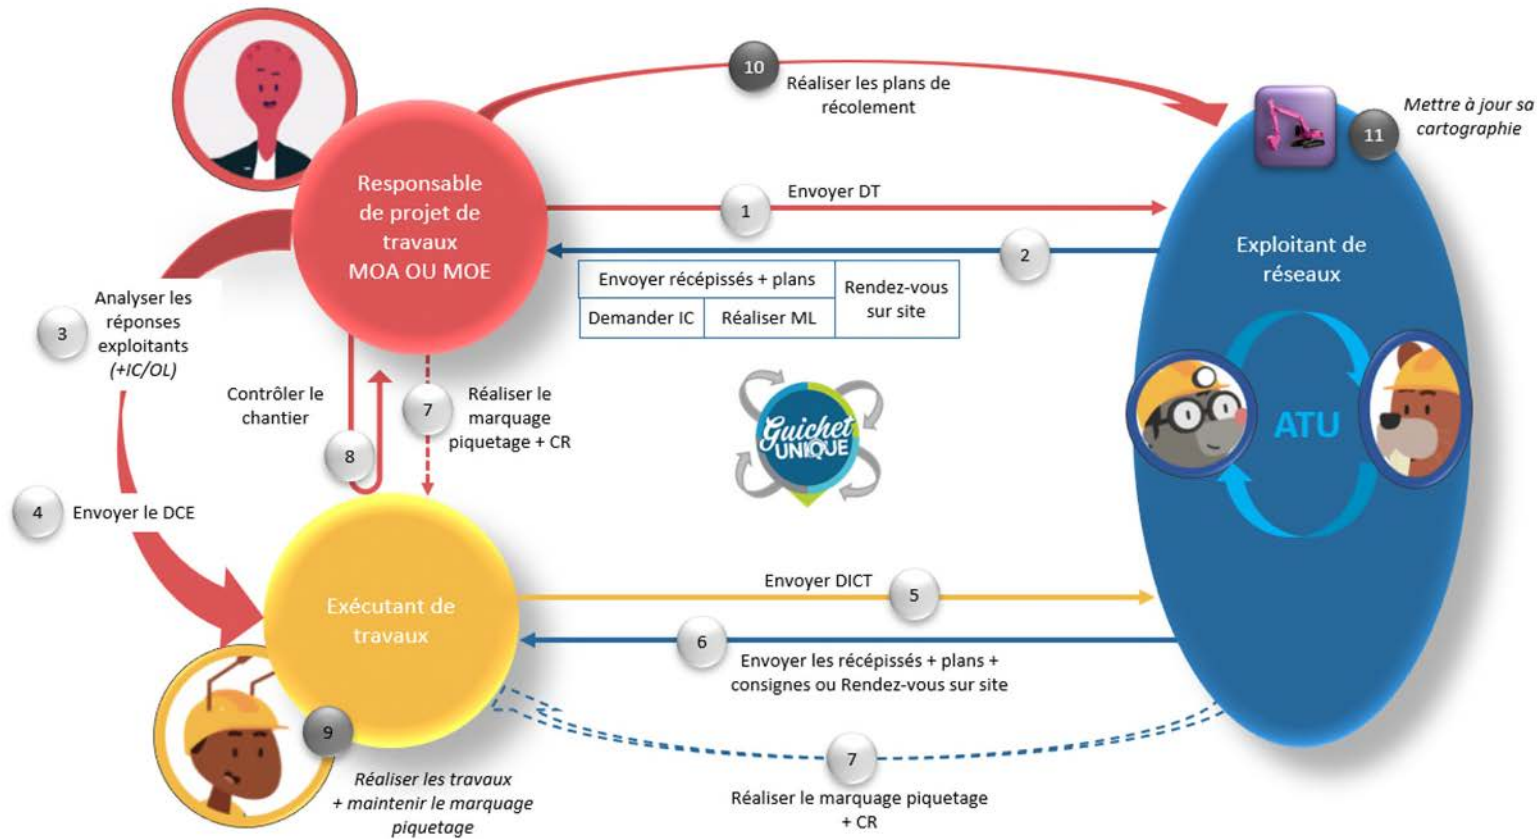 10
Réaliser les plans de
récolement
11
Mettre à jour sa
cartographie
Responsable
de projet de
travaux
MOA OU MOE
Envoyer DT
1
2
Exploitant de
réseaux
Envoyer récépissés + plans
Rendez-vous
sur site
Demander IC
Réaliser ML
3
Analyser les
réponses
exploitants
(+IC/OL)
Contrôler le
chantier
8
7
Réaliser le
marquage
piquetage + CR
Guichet
UNIQUE
ATU
4
Envoyer le DCE
Exécutant de
travaux
Envoyer DICT
5
6
Envoyer les récépissés + plans +
consignes ou Rendez-vous sur site
9
Réaliser les travaux
+ maintenir le marquage
piquetage
7
Réaliser le marquage piquetage
+ CR